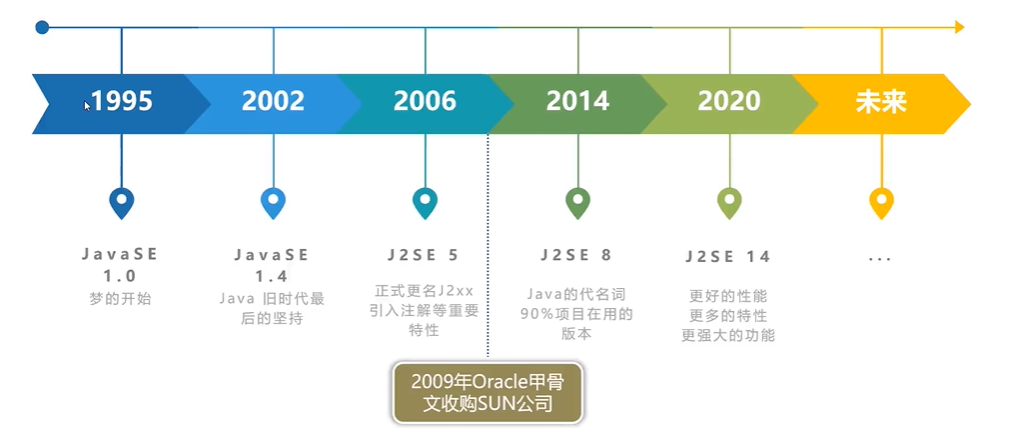 1995
2002
2006
2014
2020
未来
JavaSE
1.0
梦的开始
JavaSE
1.4
Java 旧时代最
后的坚持
J2SE 5
正式更名J2xx
引入注解等重要
特性
J2SE 8
Java的代名词
90%项目在用的
版本
J2SE 14
更好的性能
更多的特性
更强大的功能
...
2009年Oracle甲骨
文收购SUN公司